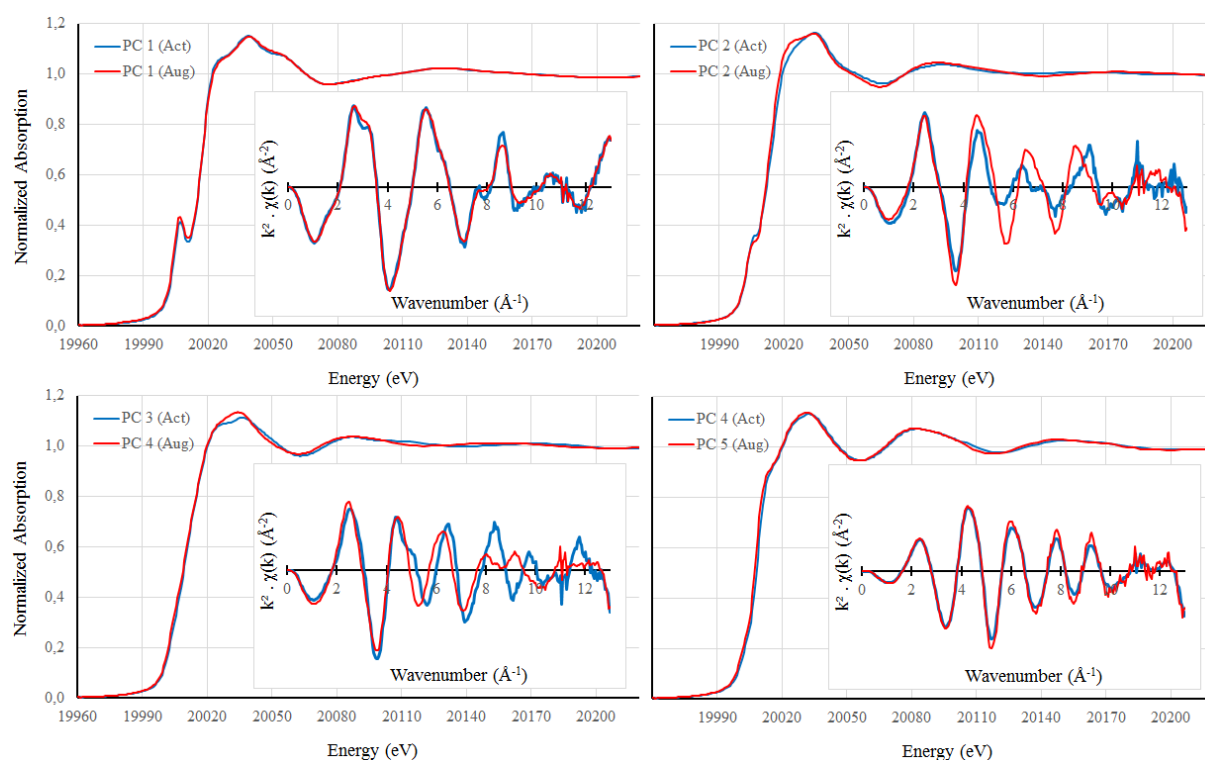 1,2
1,0
0,8
0,6
0,4
0,2
0,0
Normalized Absorption
PC 1 (Act)
PC 1 (Aug)
k² . χ(k) (Å⁻²)
0 2 4 6 8 10 12
Wavenumber (Å⁻¹)
19960 19990 20020 20050 20080 20110 20140 20170 20200
Energy (eV)
PC 2 (Act)
PC 2 (Aug)
k² . χ(k) (Å⁻²)
0 2 4 6 8 10 12
Wavenumber (Å⁻¹)
19990 20020 20050 20080 20110 20140 20170 20200
Energy (eV)
1,2
1,0
0,8
0,6
0,4
0,2
0,0
Normalized Absorption
PC 3 (Act)
PC 4 (Aug)
k² . χ(k) (Å⁻²)
0 2 4 6 8 10 12
Wavenumber (Å⁻¹)
19960 19990 20020 20050 20080 20110 20140 20170 20200
Energy (eV)
PC 4 (Act)
PC 5 (Aug)
k² . χ(k) (Å⁻²)
0 2 4 6 8 10 12
Wavenumber (Å⁻¹)
19990 20020 20050 20080 20110 20140 20170 20200
Energy (eV)